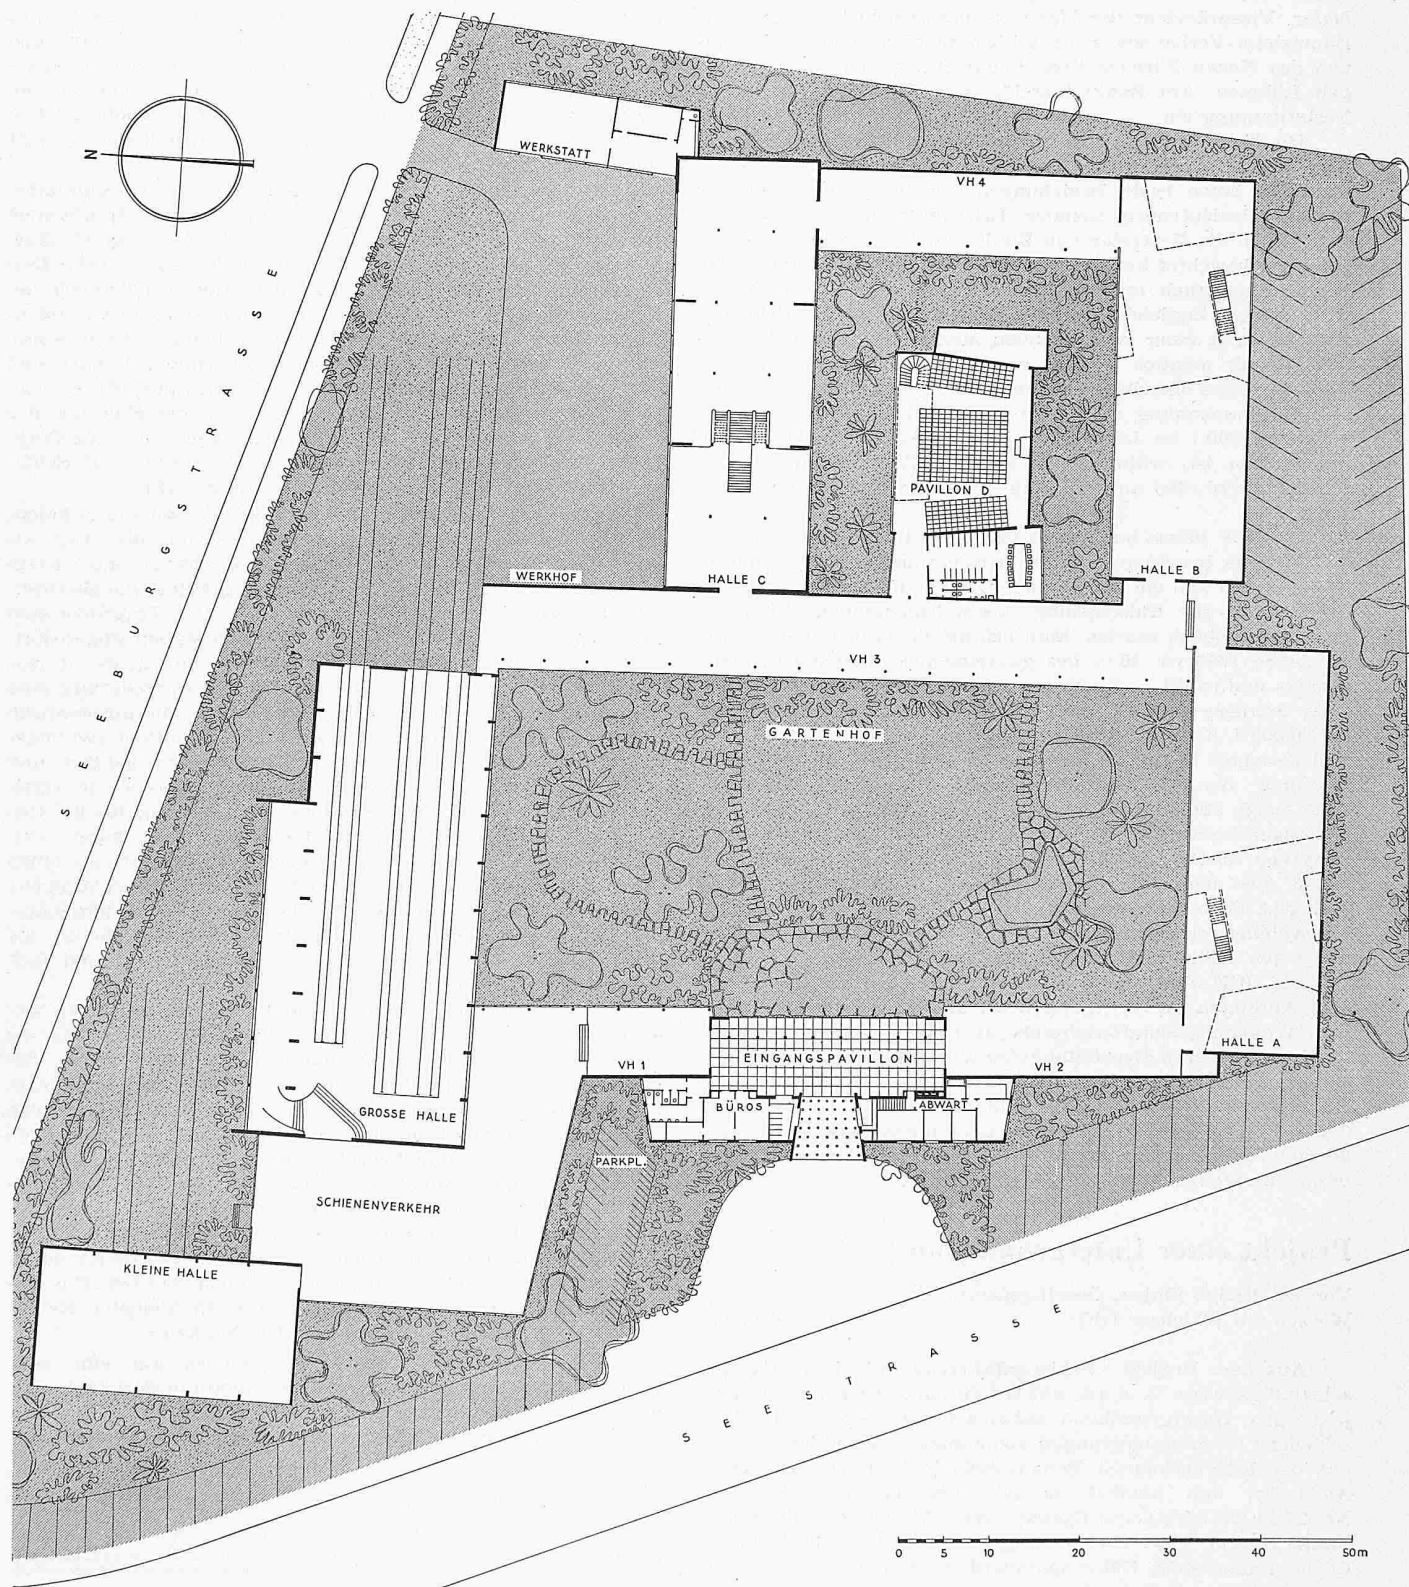 N
WERKSTATT
VH 4
SEEBURGSTRASSE
PAVILLON D
WERKHOF
HALLE C
HALLE B
VH 3
GARTENHOF
EINGANGSPAVILLON
HALLE A
VH 1
VH 2
GROSSE HALLE
BÜROS
ABWART
PARKPL.
SCHIENENVERKEHR
KLEINE HALLE
SEESTRASSE
0 5 10 20 30 40 50m